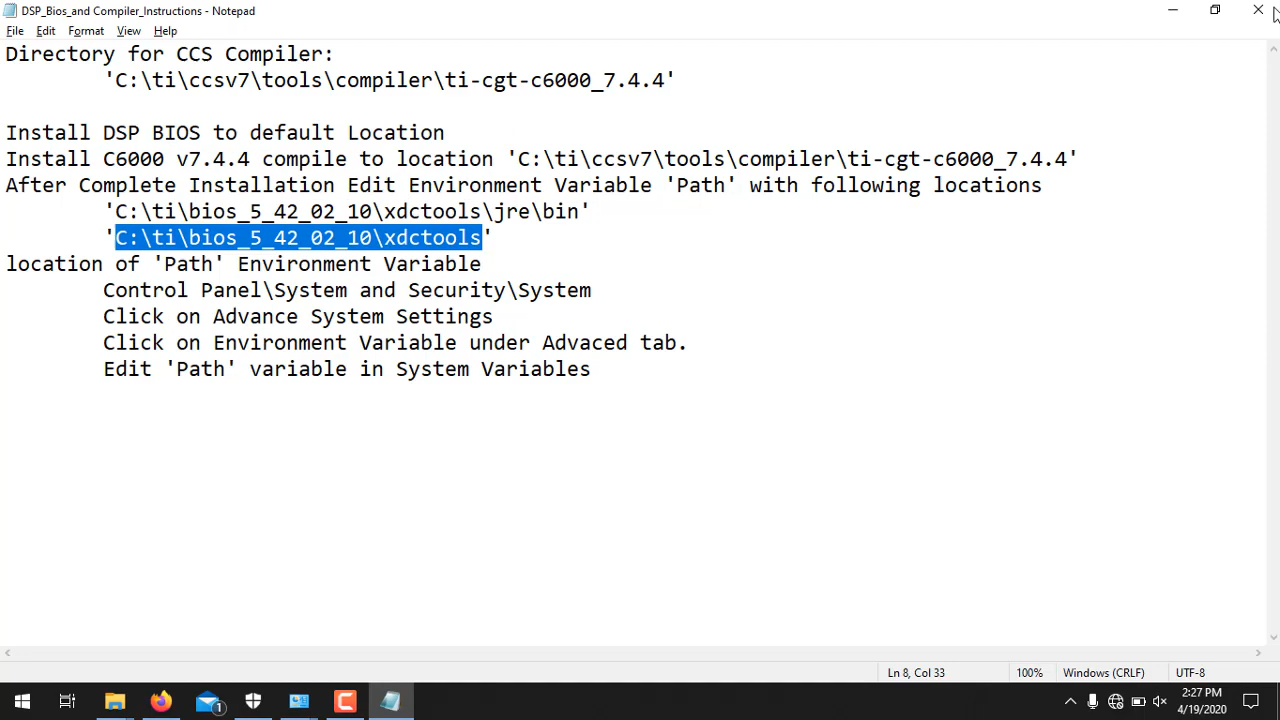 DSP_Bios_and Compiler_Instructions - Notepad
File Edit Format View Help
Directory for CCS Compiler:
'C:\ti\ccsv7\tools\compiler\ti-cgt-c6000_7.4.4'
Install DSP BIOS to default Location
Install C6000 v7.4.4 compile to location 'C:\ti\ccsv7\tools\compiler\ti-cgt-c6000_7.4.4'
After Complete Installation Edit Environment Variable 'Path' with following locations
'C:\ti\bios_5_42_02_10\xdctools\jre\bin'
'C:\ti\bios_5_42_02_10\xdctools'
location of 'Path' Environment Variable
Control Panel\System and Security\System
Click on Advance System Settings
Click on Environment Variable under Advaced tab.
Edit 'Path' variable in System Variables
Ln 8, Col 33 100% Windows (CRLF) UTF-8
1
2:27 PM
4/19/2020